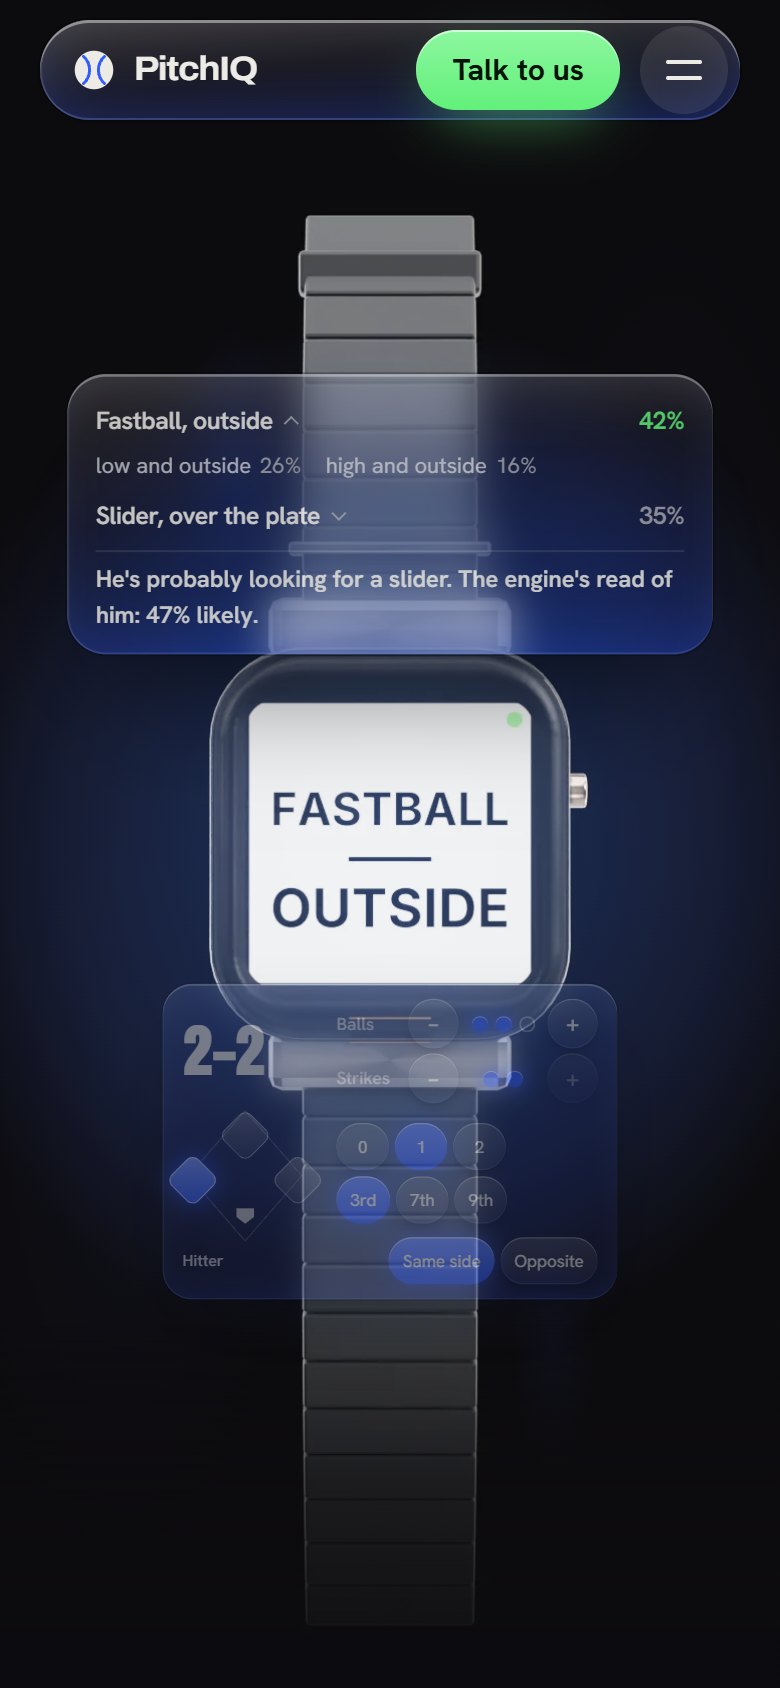 PitchIQ
Talk to us
Fastball, outside
42%
low and outside 26% high and outside 16%
Slider, over the plate
35%
He's probably looking for a slider. The engine's read of
him: 47% likely.
FASTBALL
OUTSIDE
2-2
Balls
−
+
Strikes
−
+
0 1 2
3rd 7th 9th
Hitter
Same side
Opposite